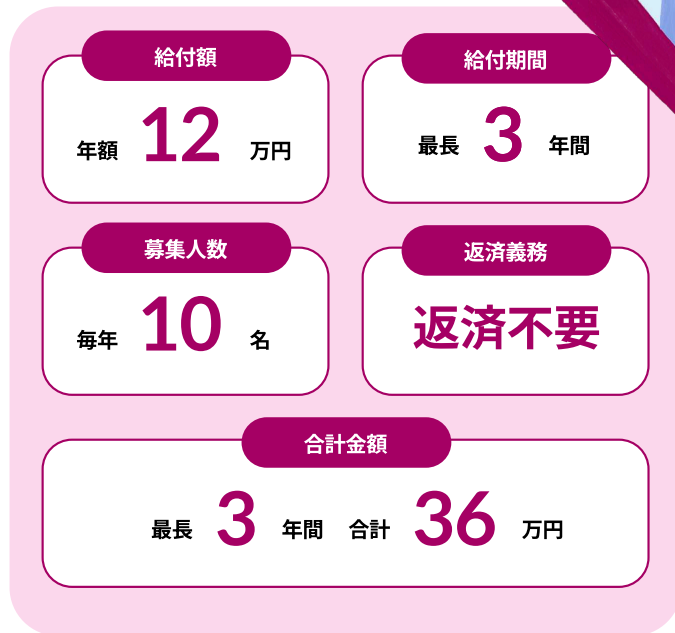 給付額
年額 12 万円
給付期間
最長 3 年間
募集人数
毎年 10 名
返済義務
返済不要
合計金額
最長 3 年間 合計 36 万円